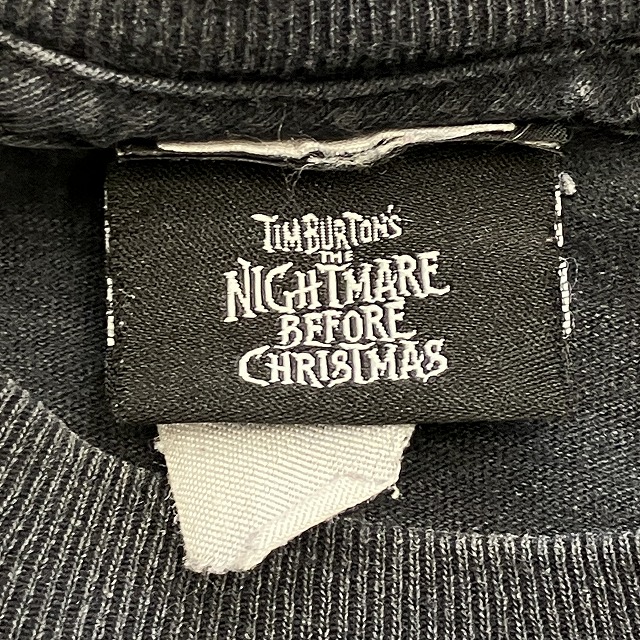 TIM BURTON'S
THE
NIGHTMARE
BEFORE
CHRISTMAS